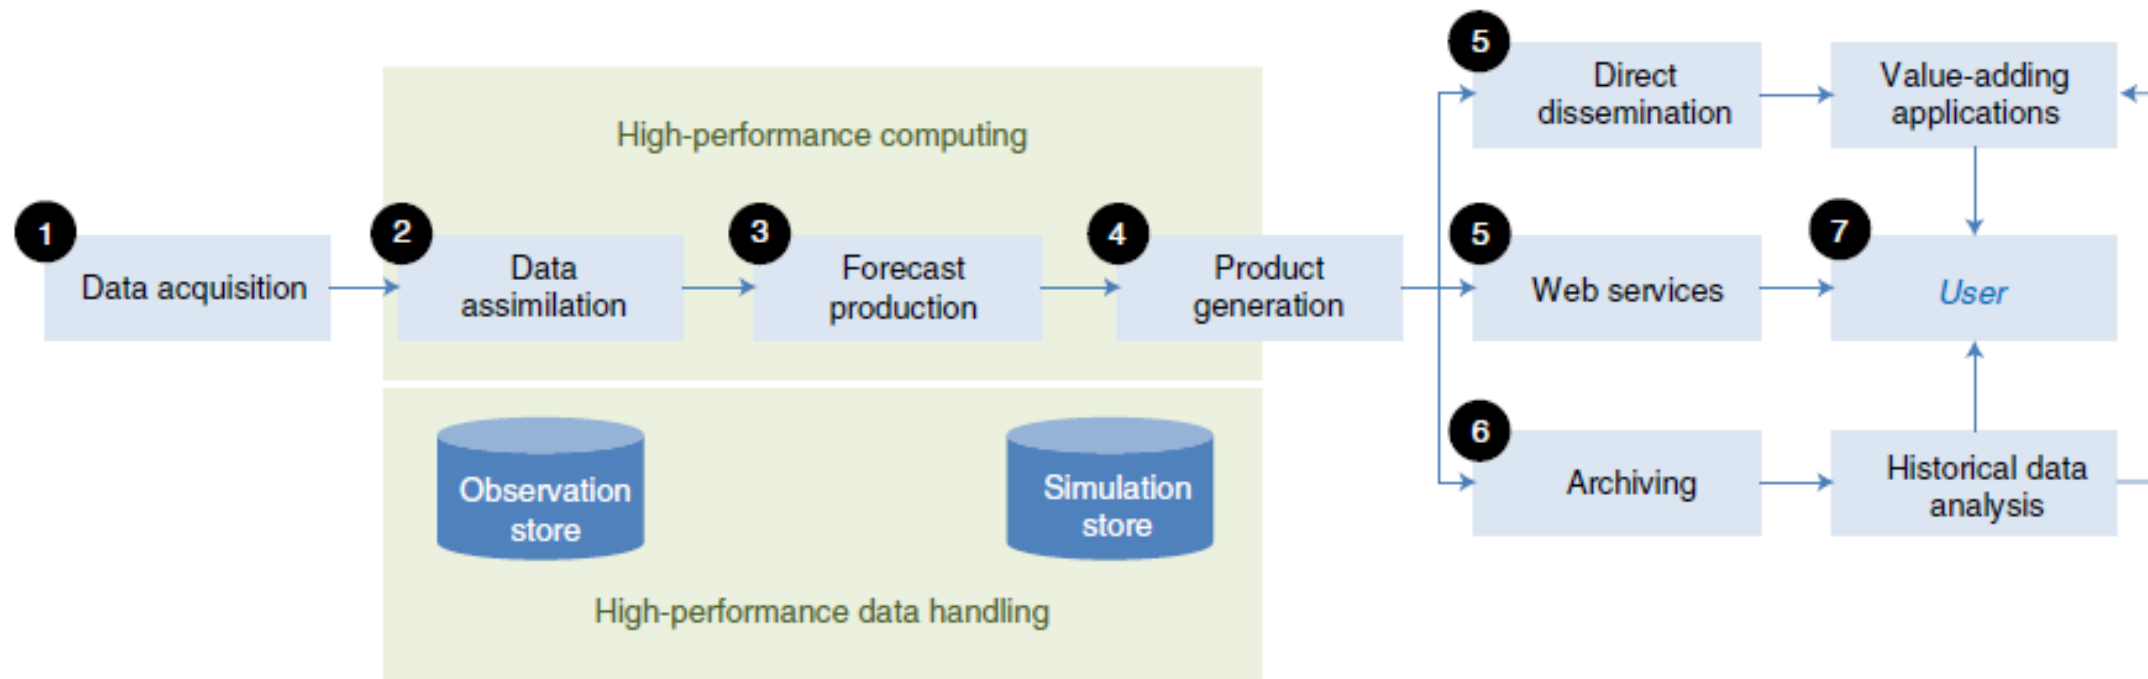 High-performance computing
1
Data acquisition
2
Data
assimilation
3
Forecast
production
4
Product
generation
5
Direct
dissemination
Value-adding
applications
5
Web services
7
User
6
Archiving
Historical data
analysis
Observation
store
Simulation
store
High-performance data handling